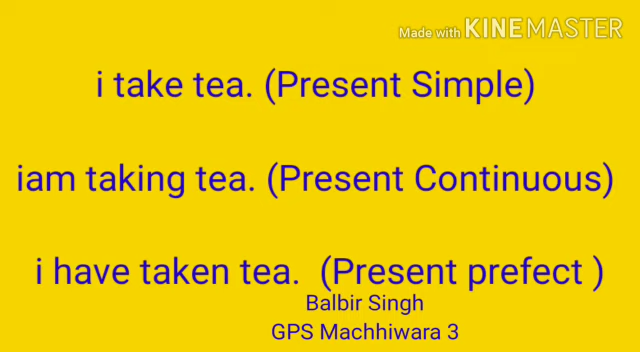 Made with KINEMASTER
i take tea. (Present Simple)
iam taking tea. (Present Continuous)
i have taken tea.  (Present prefect )
Balbir Singh
GPS Machhiwara 3